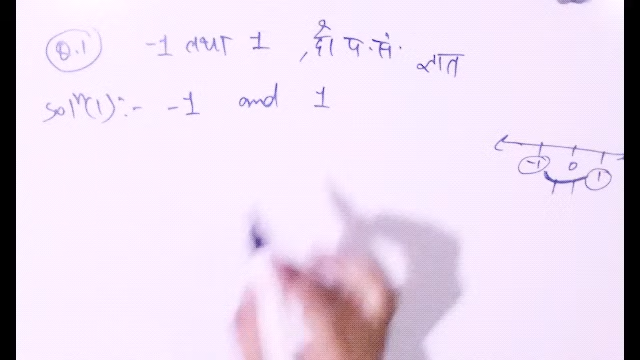 Q.1 -1 तथा 1, दो प.सं. ज्ञात
Solⁿ(1):- -1 and 1
-1 0 1